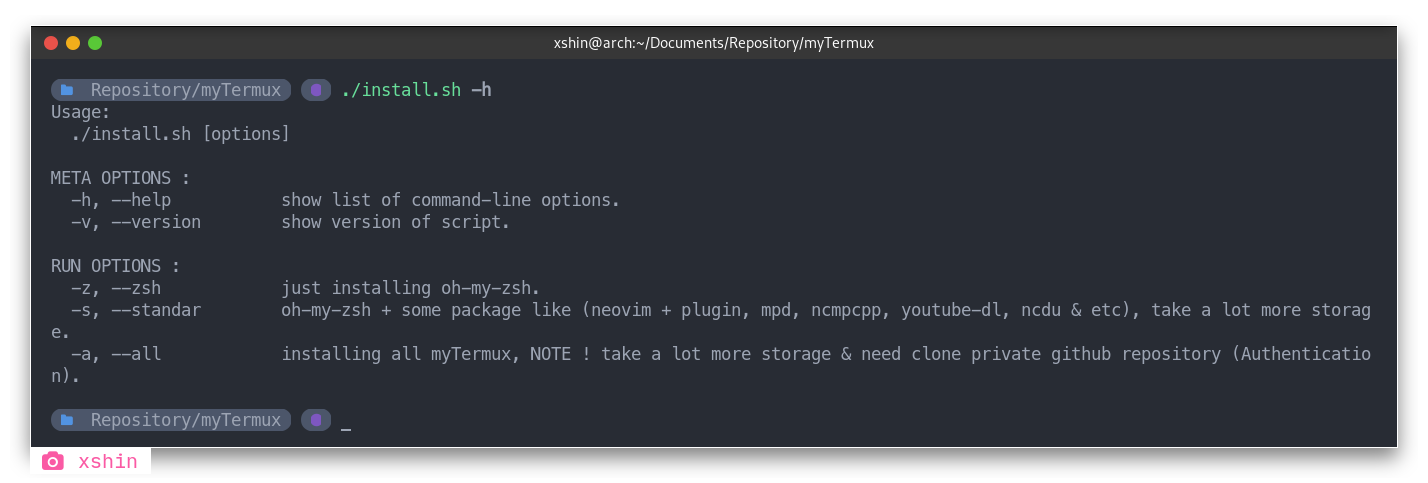 xshin@arch:~/Documents/Repository/myTermux
Repository/myTermux ./install.sh -h
Usage:
  ./install.sh [options]
META OPTIONS :
  -h, --help           show list of command-line options.
  -v, --version        show version of script.
RUN OPTIONS :
  -z, --zsh            just installing oh-my-zsh.
  -s, --standar        oh-my-zsh + some package like (neovim + plugin, mpd, ncmpcpp, youtube-dl, ncdu & etc), take a lot more storag
e.
  -a, --all            installing all myTermux, NOTE ! take a lot more storage & need clone private github repository (Authenticatio
n).
Repository/myTermux _
xshin